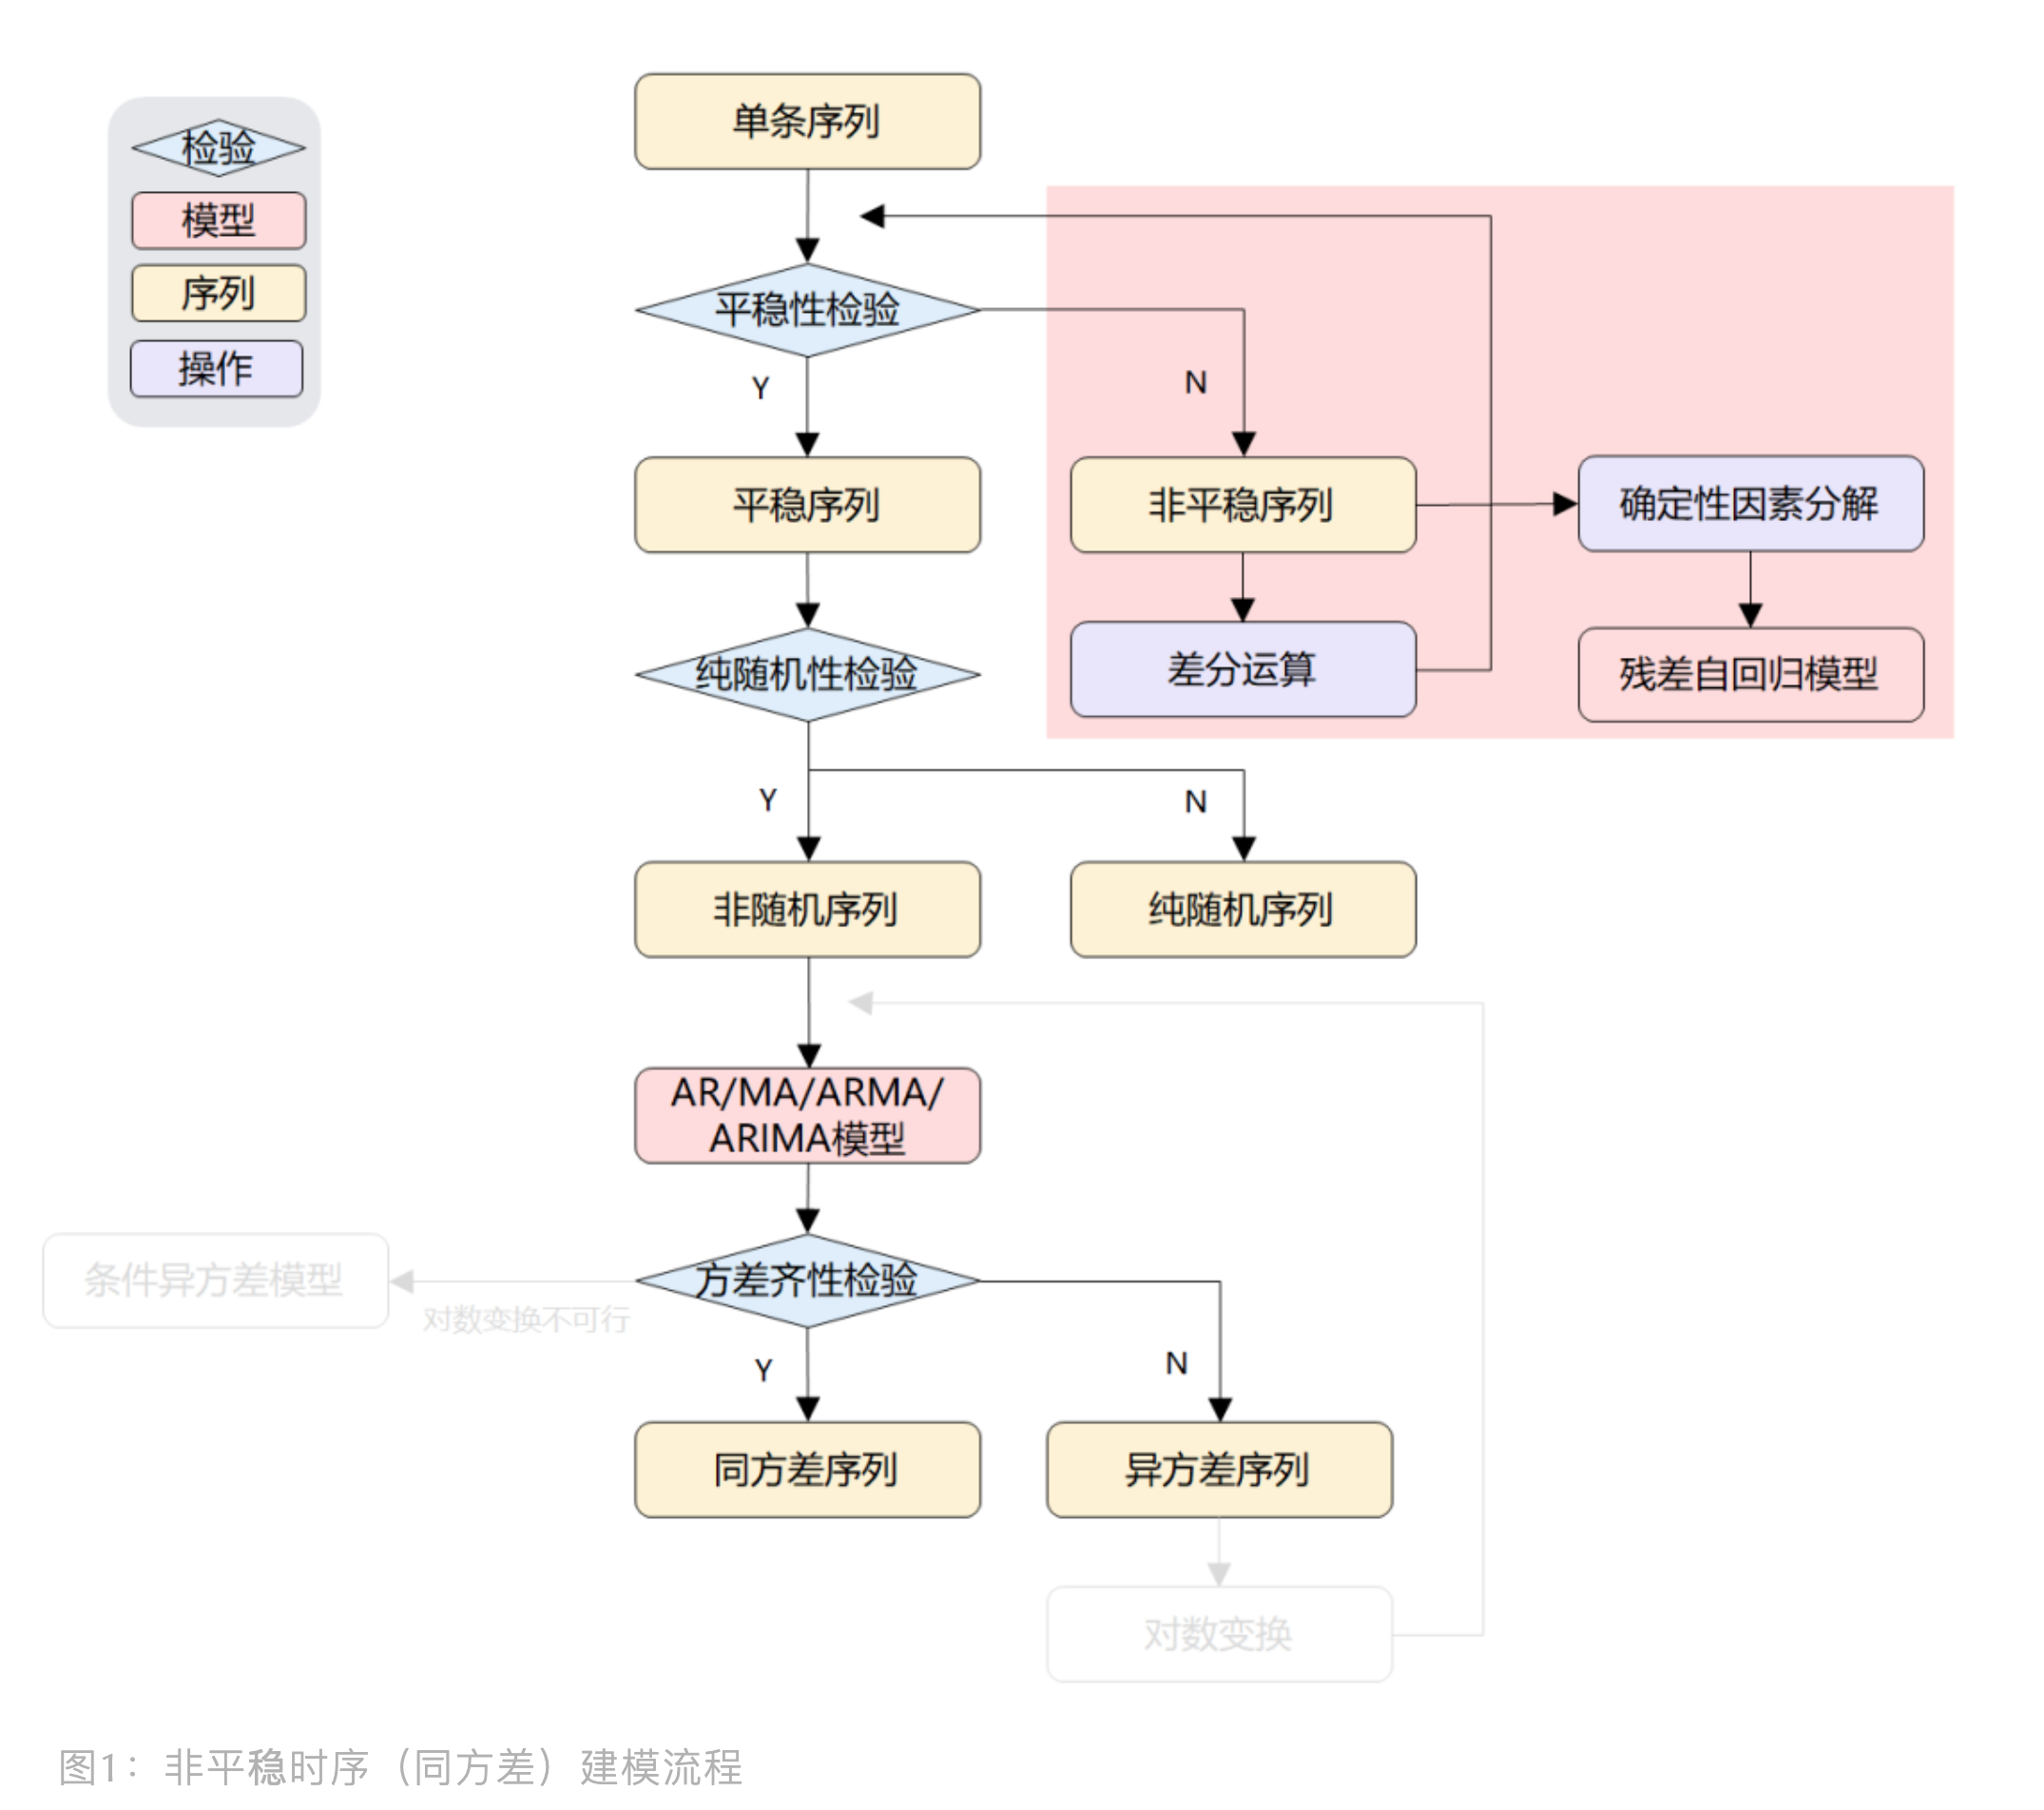 检验
模型
序列
操作
单条序列
平稳性检验
Y
N
平稳序列
非平稳序列
确定性因素分解
纯随机性检验
差分运算
残差自回归模型
Y
N
非随机序列
纯随机序列
AR/MA/ARMA/
ARIMA模型
条件异方差模型
对数变换不可行
方差齐性检验
Y
N
同方差序列
异方差序列
对数变换
图1：非平稳时序（同方差）建模流程